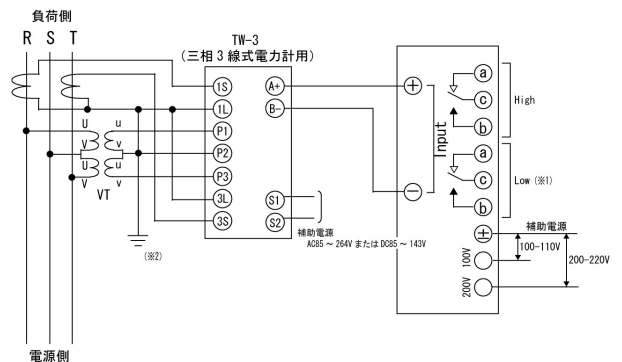 負荷側
R S T
TW-3
(三相3線式電力計用)
1S
1L
P1
P2
P3
3L
3S
A+
B-
S1
S2
U u
V v
U u
V v
VT
(※2)
補助電源
AC85 ~ 264V または DC85 ~ 143V
+
-
Input
a
c
b
High
a
c
b
Low (※1)
±
補助電源
100V
100-110V
200V
200-220V
電源側